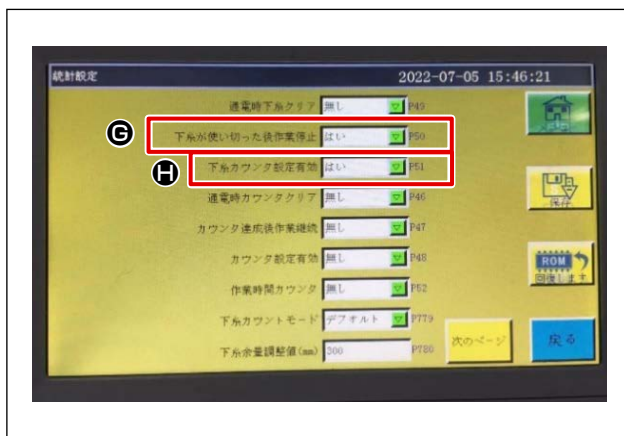 統計設定 2022-07-05 15:46:21
通電時下糸クリア 無し P49
G 下糸が使い切った後作業停止 はい P50
H 下糸カウンタ設定有効 はい P51
通電時カウンタクリア 無し P46
保存
カウンタ達成後作業継続 無し P47
カウンタ設定有効 無し P48
ROM
回復します
作業時間カウンタ 無し P52
下糸カウントモード デフォルト P779
次のページ 戻る
下糸余量調整値(mm) 300 P780